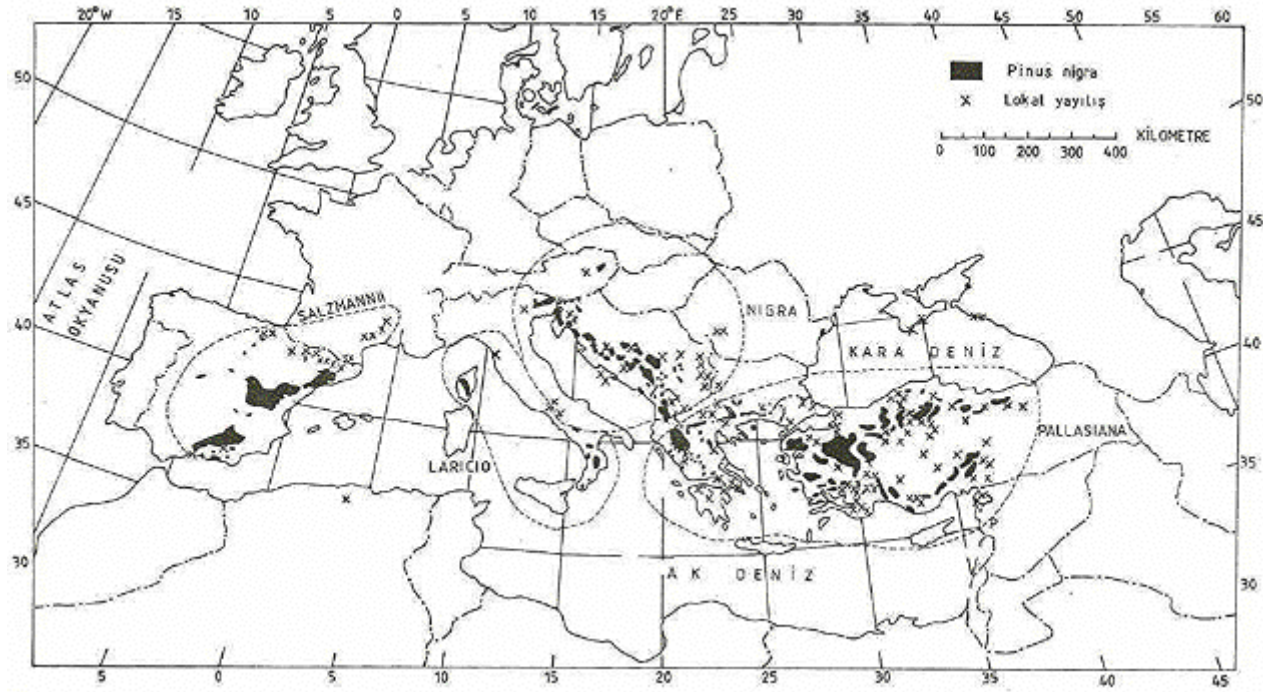 20°W 15 10 5 0 5 10 15 20°E 25 30 35 40 45 50 55 60
Pinus nigra
x Lokal yayılış
50
50
KİLOMETRE
0 100 200 300 400
45
45
ATLAS
OKYANUSU
SALZMANNII
NIGRA
40
40
KARA DENİZ
PALLASIANA
35
35
LARICIO
30
30
AK DENİZ
5 0 5 10 15 20 25 30 35 40 45